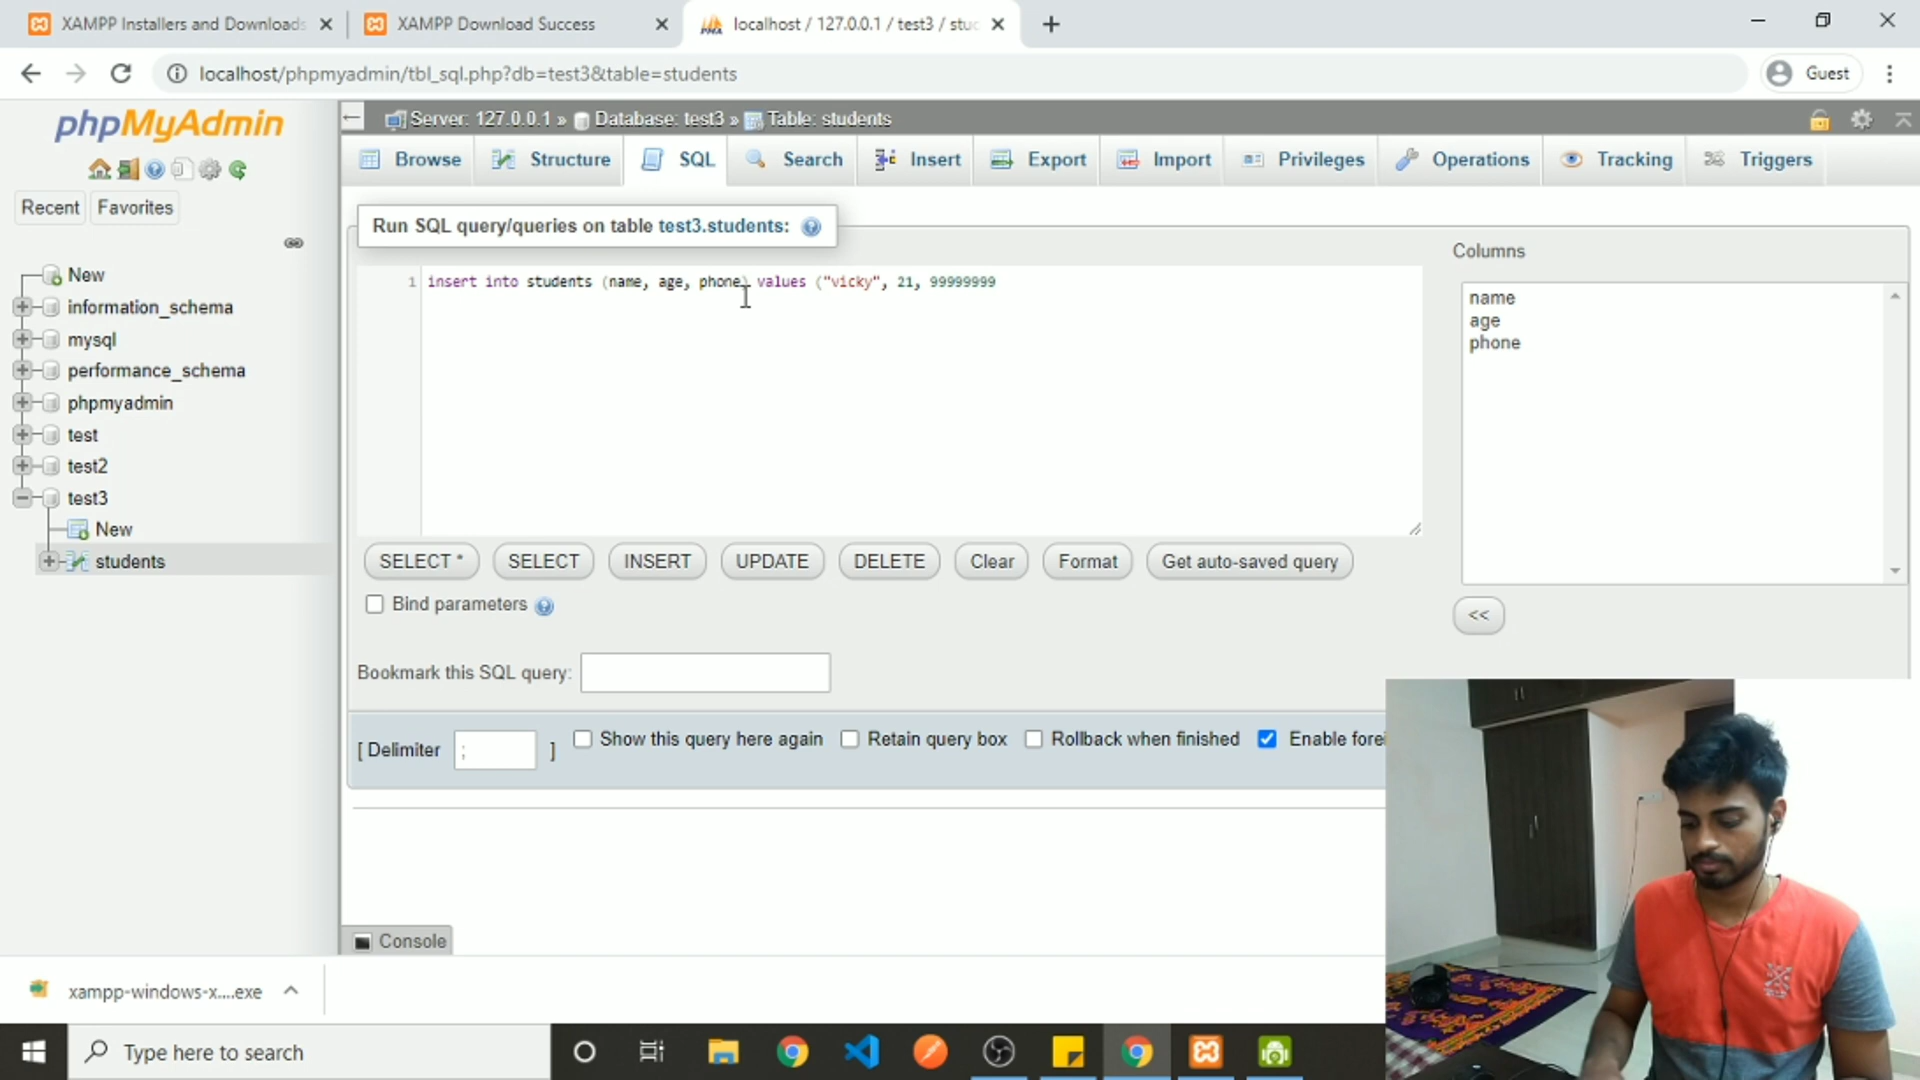 XAMPP Installers and Downloads
XAMPP Download Success
localhost / 127.0.0.1 / test3 / stuc
localhost/phpmyadmin/tbl_sql.php?db=test3&table=students
Guest
phpMyAdmin
Server: 127.0.0.1 » Database: test3 » Table: students
Browse
Structure
SQL
Search
Insert
Export
Import
Privileges
Operations
Tracking
Triggers
Recent
Favorites
New
information_schema
mysql
performance_schema
phpmyadmin
test
test2
test3
New
students
Run SQL query/queries on table test3.students:
1 insert into students (name, age, phone) values ("vicky", 21, 99999999
Columns
name
age
phone
SELECT *
SELECT
INSERT
UPDATE
DELETE
Clear
Format
Get auto-saved query
<<
Bind parameters
Bookmark this SQL query:
[ Delimiter ; ]
Show this query here again
Retain query box
Rollback when finished
Enable forei
Console
xampp-windows-x....exe
Type here to search